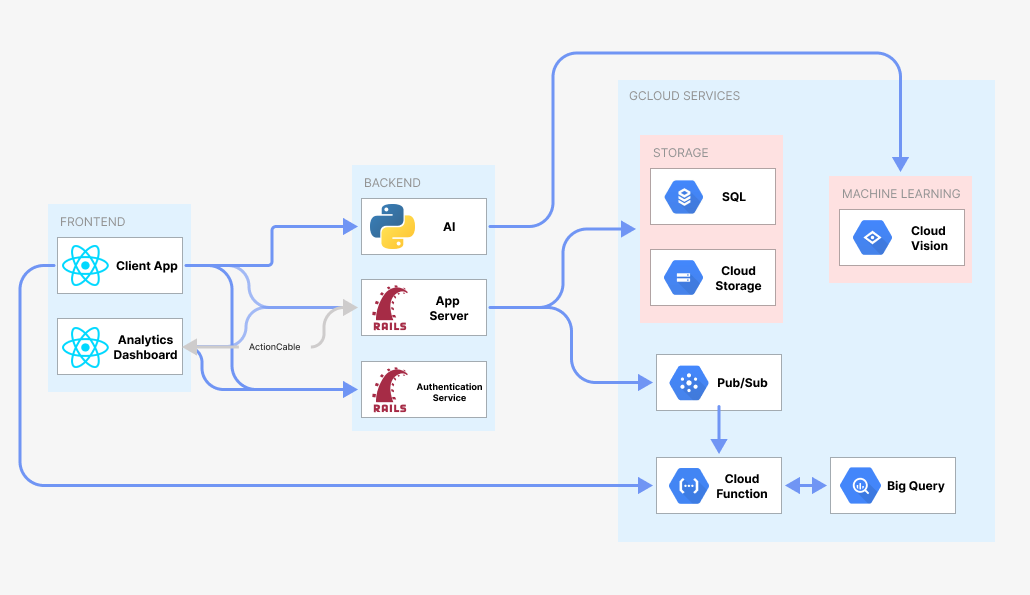 GCLOUD SERVICES
STORAGE
SQL
Cloud
Storage
MACHINE LEARNING
Cloud
Vision
BACKEND
AI
App
Server
RAILS
Authentication
Service
RAILS
FRONTEND
Client App
Analytics
Dashboard
ActionCable
Pub/Sub
Cloud
Function
Big Query